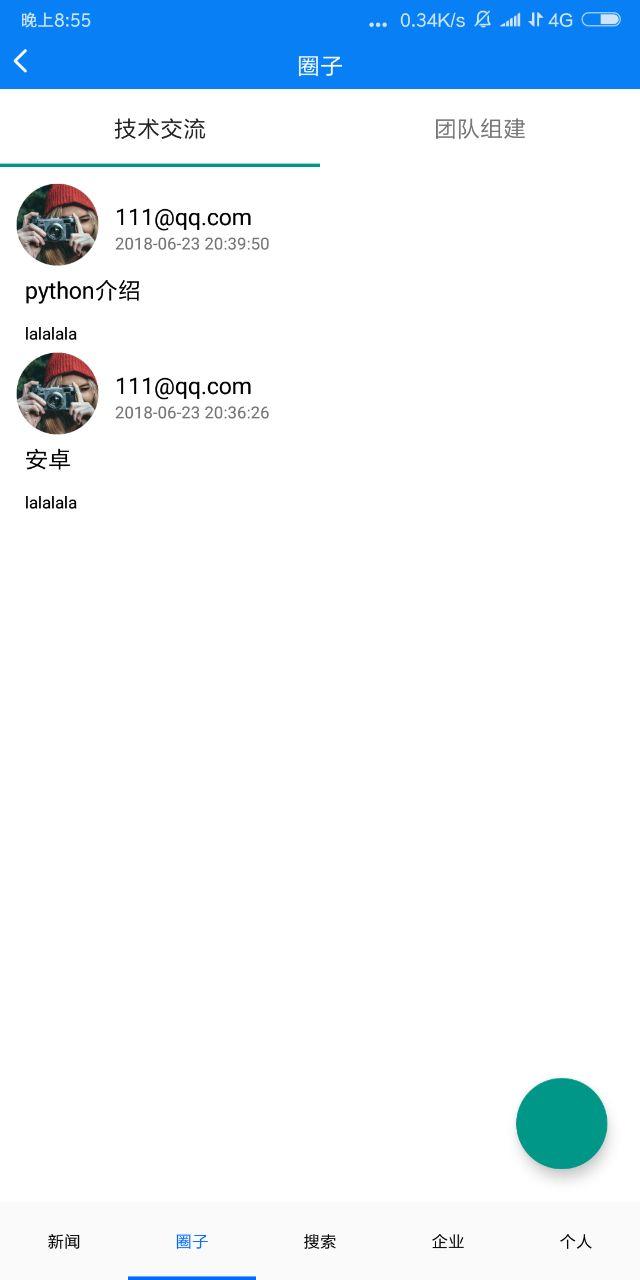 晚上8:55 ... 0.34K/s 4G
圈子
技术交流 团队组建
111@qq.com
2018-06-23 20:39:50
python介绍
lalalala
111@qq.com
2018-06-23 20:36:26
安卓
lalalala
新闻 圈子 搜索 企业 个人